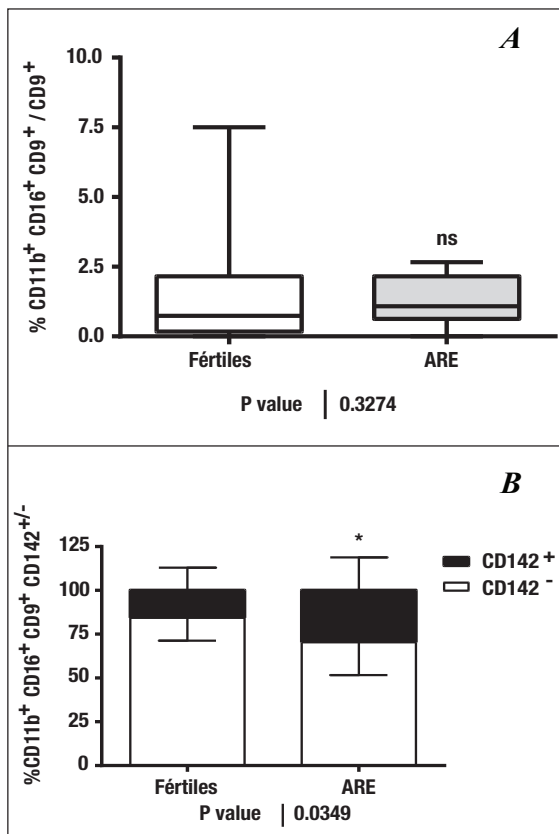 A
% CD11b+ CD16+ CD9+ / CD9+
10.0
7.5
5.0
2.5
0.0
ns
Fértiles ARE
P value | 0.3274
B
%CD11b+ CD16+ CD9+ CD142+/-
125
100
75
50
25
0
*
CD142 +
CD142 -
Fértiles ARE
P value | 0.0349